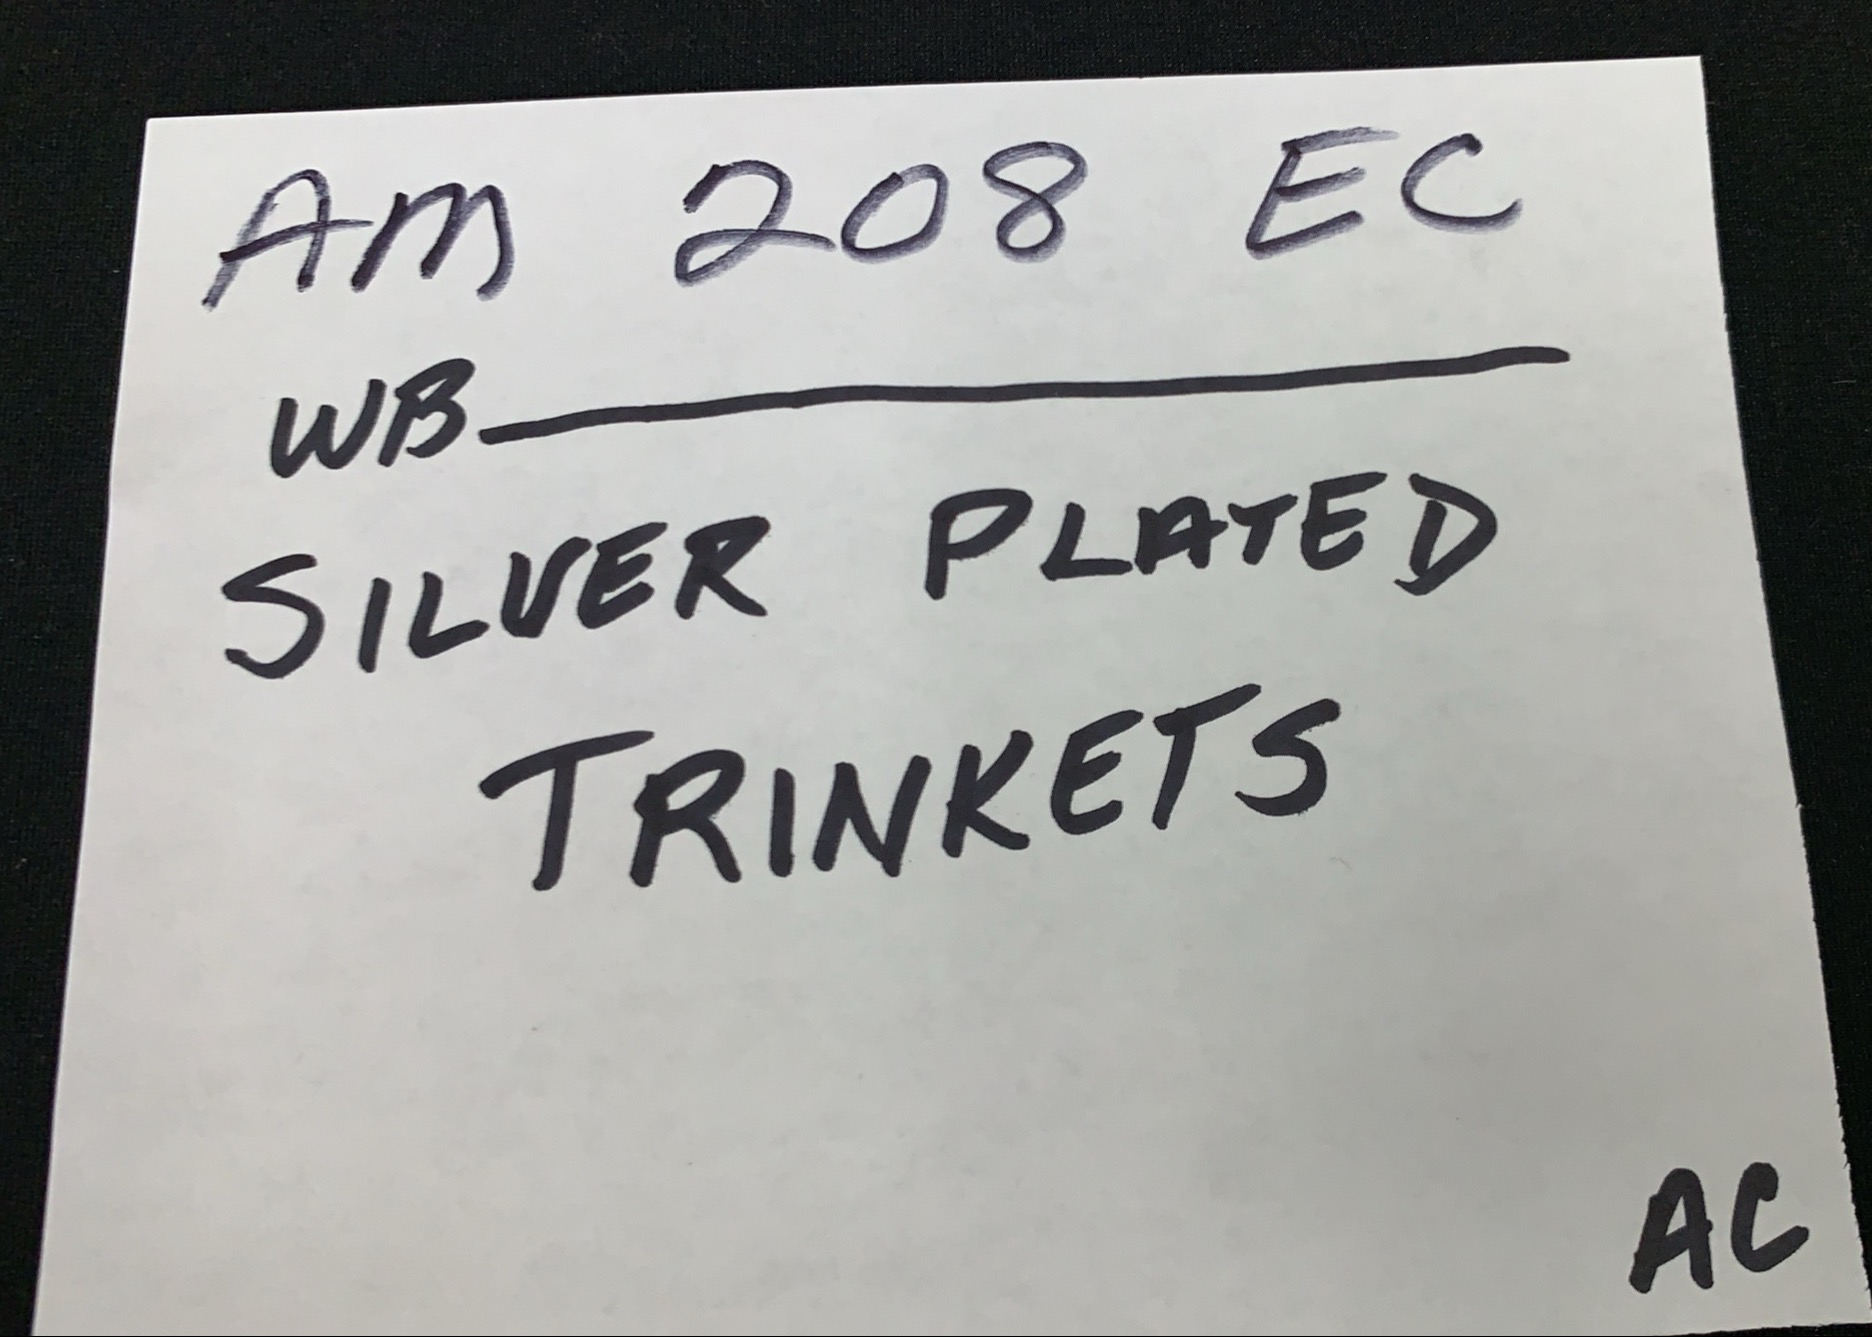 AM 208 EC
WB
SILVER PLATED
TRINKETS
AC